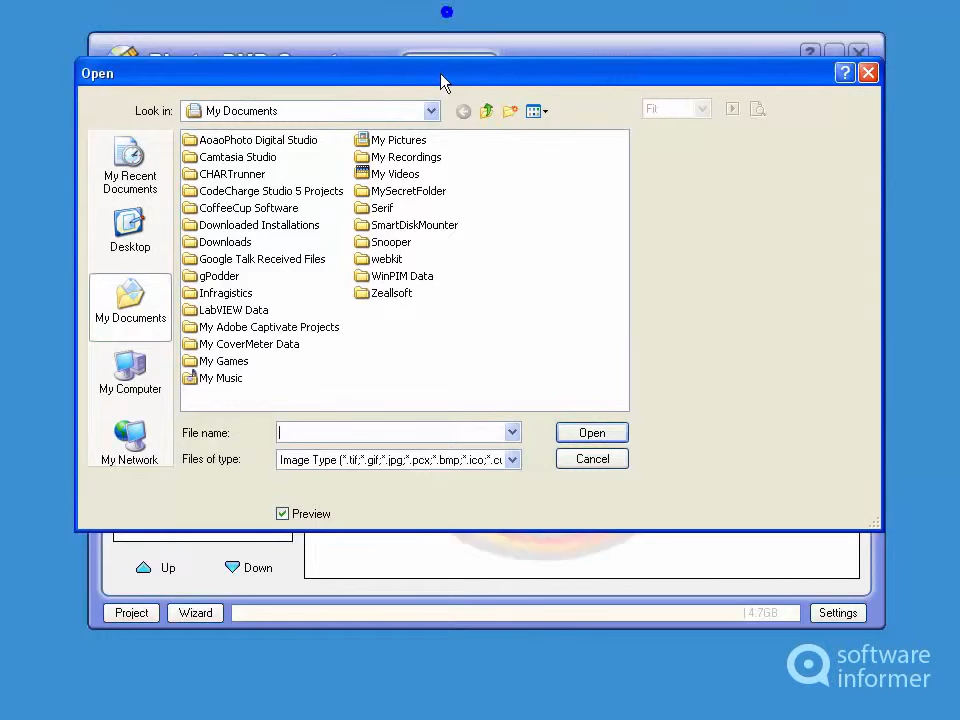 Open
Look in: My Documents
Fit
My Recent
Documents
Desktop
My Documents
My Computer
My Network
AoaoPhoto Digital Studio
Camtasia Studio
CHARTrunner
CodeCharge Studio 5 Projects
CoffeeCup Software
Downloaded Installations
Downloads
Google Talk Received Files
gPodder
Infragistics
LabVIEW Data
My Adobe Captivate Projects
My CoverMeter Data
My Games
My Music
My Pictures
My Recordings
My Videos
MySecretFolder
Serif
SmartDiskMounter
Snooper
webkit
WinPIM Data
Zeallsoft
File name:
Open
Files of type: Image Type (*.tif;*.gif;*.jpg;*.pcx;*.bmp;*.ico;*.cu
Cancel
Preview
Up
Down
Project
Wizard
4.7GB
Settings
software
informer